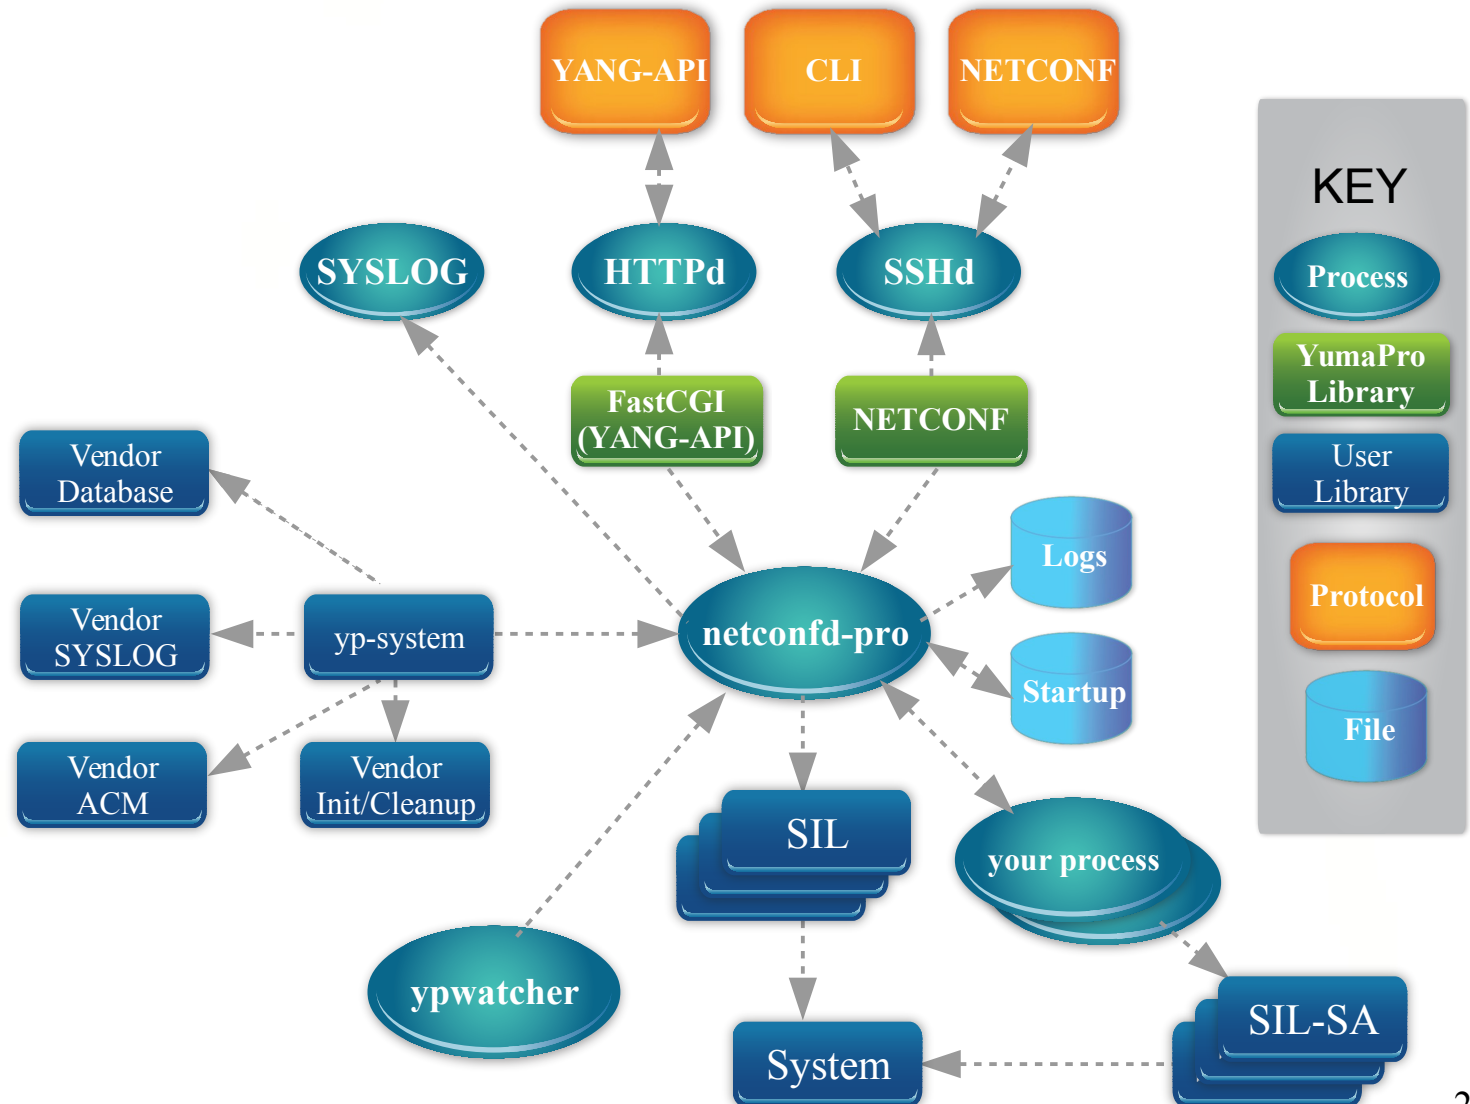 YANG-API
CLI
NETCONF
KEY
SYSLOG
HTTPd
SSHd
Process
YumaPro
Library
FastCGI
(YANG-API)
NETCONF
Vendor
Database
User
Library
Logs
Protocol
Vendor
SYSLOG
yp-system
netconfd-pro
Startup
File
Vendor
ACM
Vendor
Init/Cleanup
SIL
your process
ypwatcher
SIL-SA
System
2